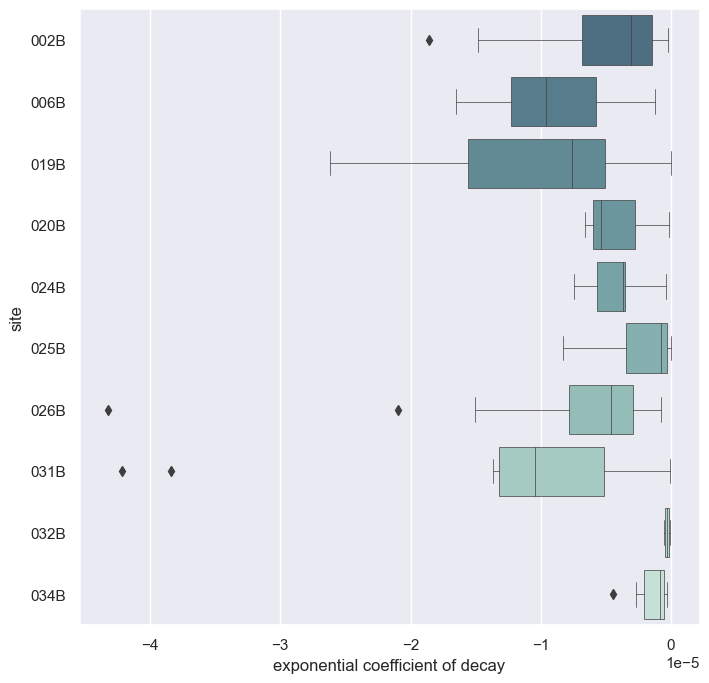 002B
006B
019B
020B
024B
025B
026B
031B
032B
034B
site
−4 −3 −2 −1 0
1e−5
exponential coefficient of decay